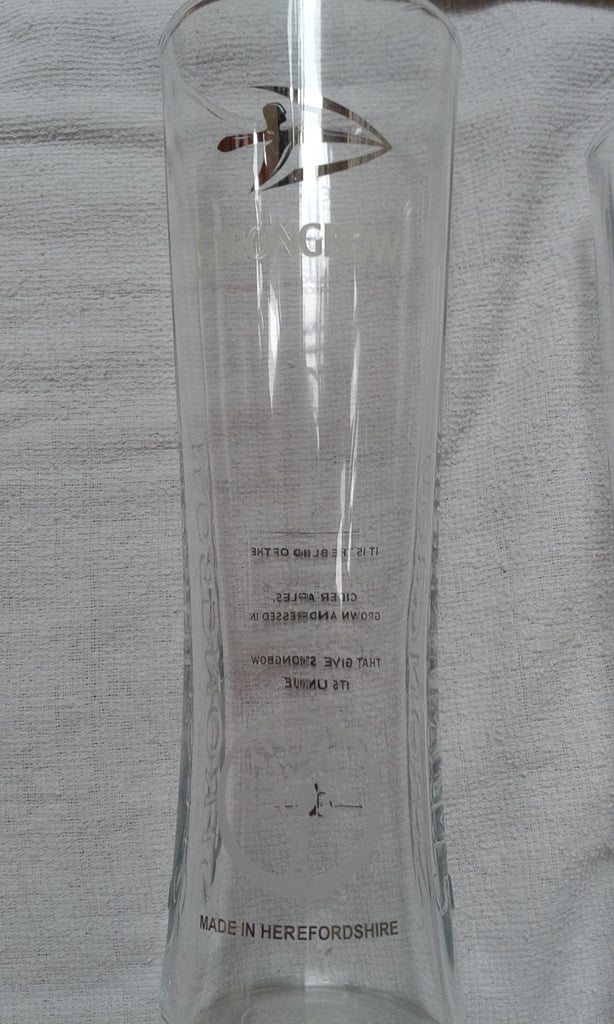 STRONGBOW
IT IS THE BLEND OF THE
CIDER APPLES,
GROWN AND PRESSED IN
THAT GIVE STRONGBOW
ITS UNIQUE
MADE IN HEREFORDSHIRE